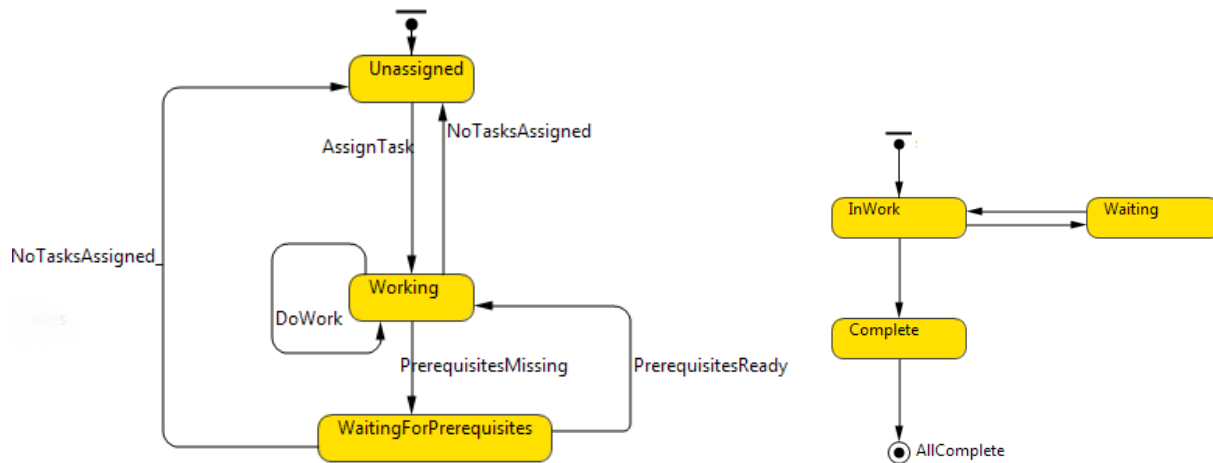 Unassigned
NoTasksAssigned
AssignTask
NoTasksAssigned_
Working
DoWork
PrerequisitesMissing
PrerequisitesReady
WaitingForPrerequisites
InWork
Waiting
Complete
AllComplete